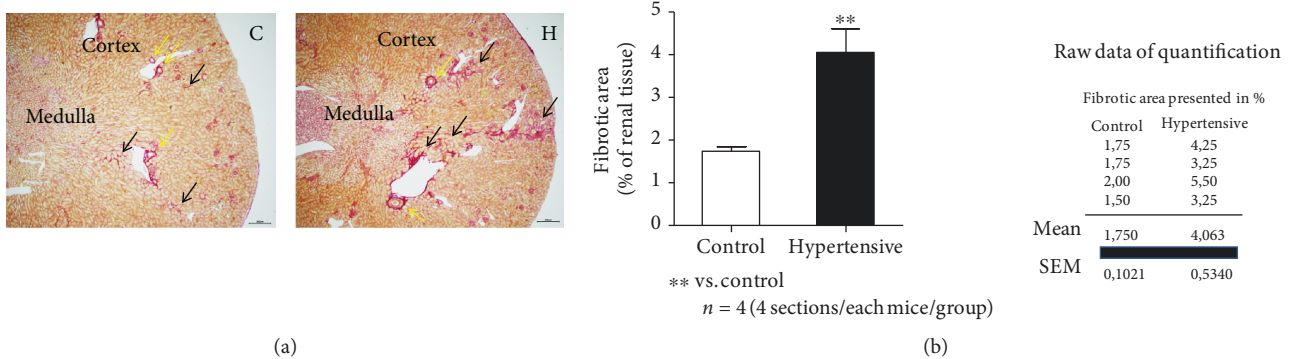 C
Cortex
Medulla
H
Cortex
Medulla
(a)
Fibrotic area
(% of renal tissue)
5
4
3
2
1
0
**
Control
Hypertensive
** vs. control
n = 4 (4 sections/each mice/group)
Raw data of quantification
Fibrotic area presented in %
Control Hypertensive
1,75 4,25
1,75 3,25
2,00 5,50
1,50 3,25
Mean 1,750 4,063
SEM 0,1021 0,5340
(b)